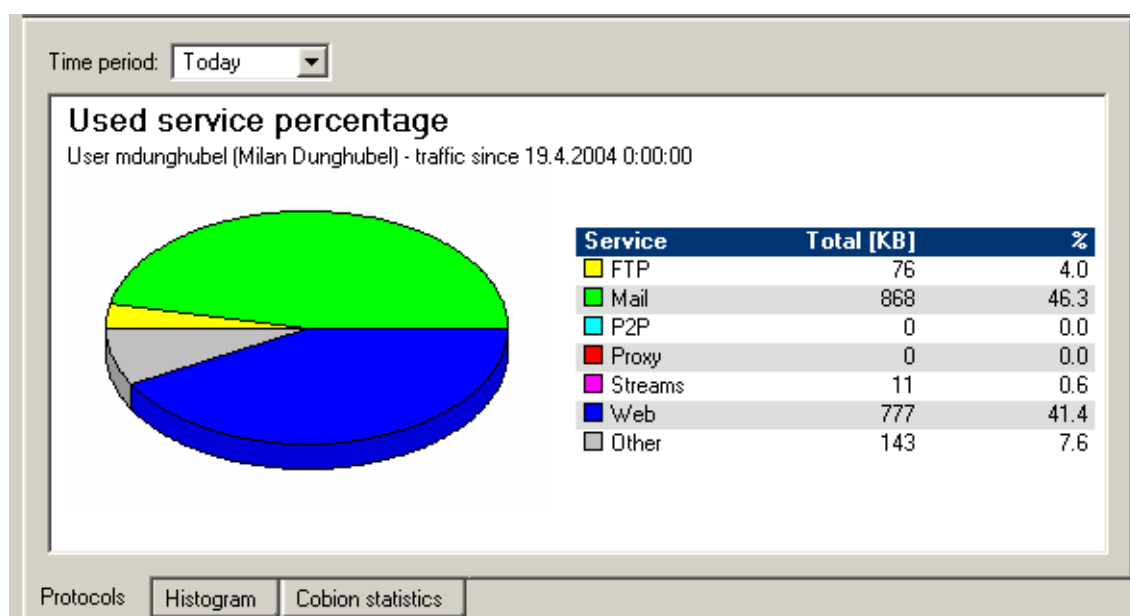 Time period: Today
Used service percentage
User mdunghubel (Milan Dunghubel) - traffic since 19.4.2004 0:00:00
Service Total [KB] %
FTP 76 4.0
Mail 868 46.3
P2P 0 0.0
Proxy 0 0.0
Streams 11 0.6
Web 777 41.4
Other 143 7.6
Protocols Histogram Cobion statistics